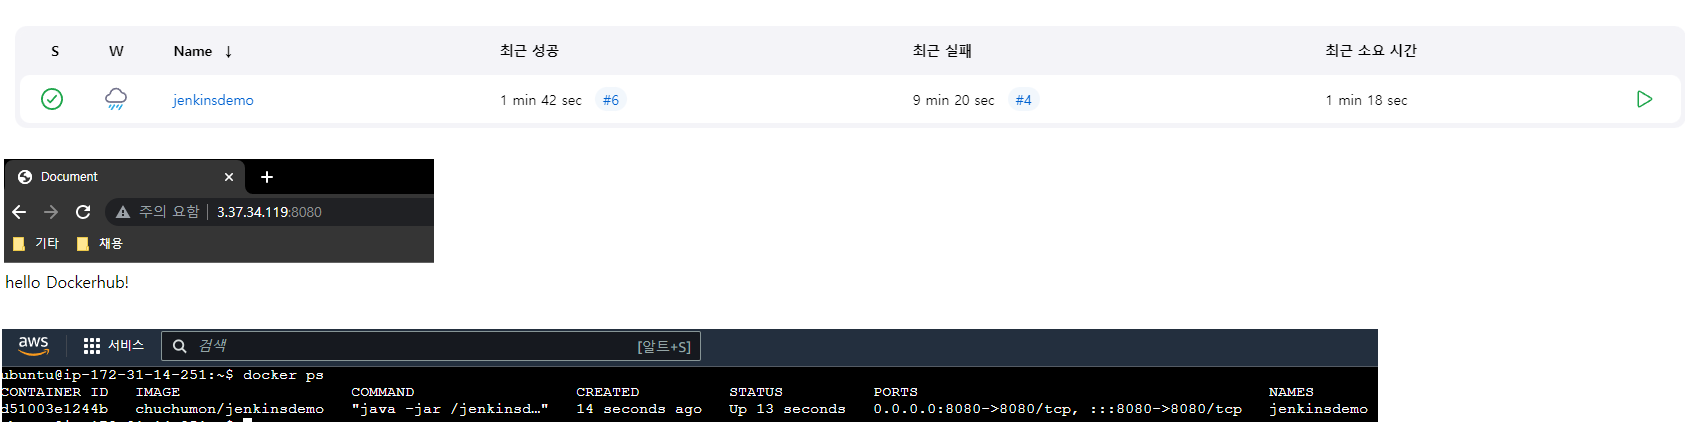 S W Name ↓ 최근 성공 최근 실패 최근 소요 시간
jenkinsdemo 1 min 42 sec #6 9 min 20 sec #4 1 min 18 sec
Document
주의 요함 | 3.37.34.119:8080
기타 채용
hello Dockerhub!
aws 서비스 검색 [알트+S]
ubuntu@ip-172-31-14-251:~$ docker ps
CONTAINER ID IMAGE COMMAND CREATED STATUS PORTS NAMES
d51003e1244b chuchumon/jenkinsdemo "java -jar /jenkinsd…" 14 seconds ago Up 13 seconds 0.0.0.0:8080->8080/tcp, :::8080->8080/tcp jenkinsdemo